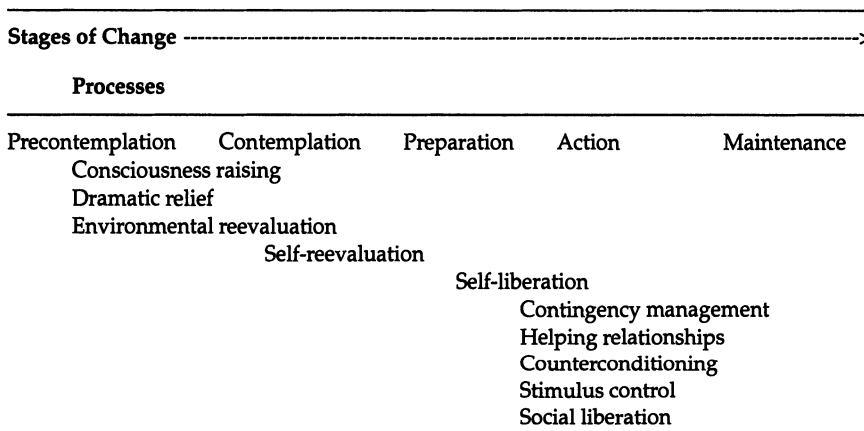 Stages of Change ------------------------------------------------------------------------------------------------>
Processes
Precontemplation Contemplation Preparation Action Maintenance
Consciousness raising
Dramatic relief
Environmental reevaluation
Self-reevaluation
Self-liberation
Contingency management
Helping relationships
Counterconditioning
Stimulus control
Social liberation